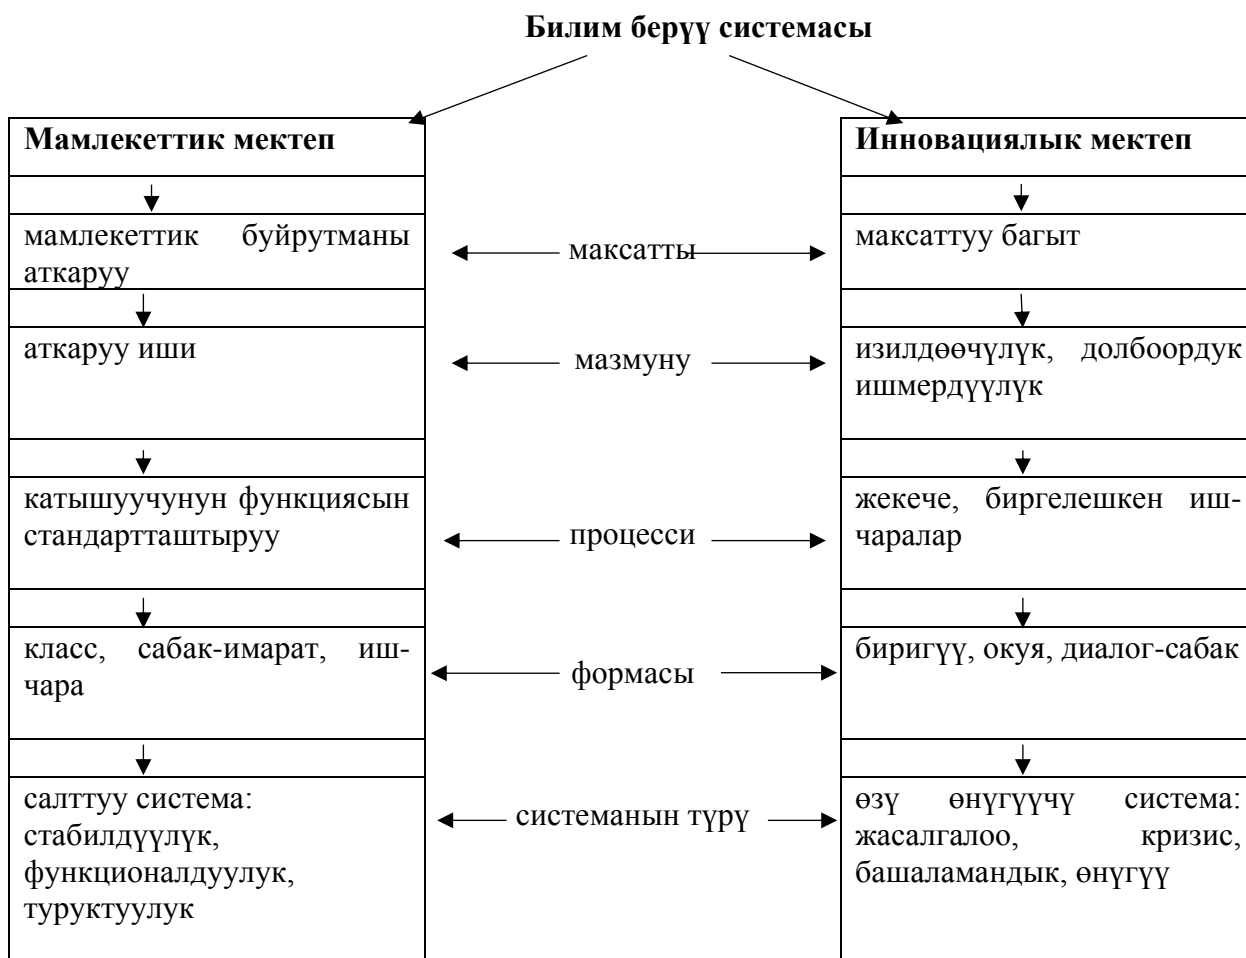 Билим берүү системасы
Мамлекеттик мектеп
Инновациялык мектеп
мамлекеттик буйрутманы
аткаруу
максатты
максаттуу багыт
аткаруу иши
мазмуну
изилдөөчүлүк, долбоордук
ишмердүүлүк
катышуучунун функциясын
стандартташтыруу
процесси
жекече, биргелешкен иш-
чаралар
класс, сабак-имарат, иш-
чара
формасы
биригүү, окуя, диалог-сабак
салттуу система:
стабилдүүлүк,
функционалдуулук,
туруктуулук
системанын түрү
өзү өнүгүүчү система:
жасалгалоо, кризис,
башаламандык, өнүгүү